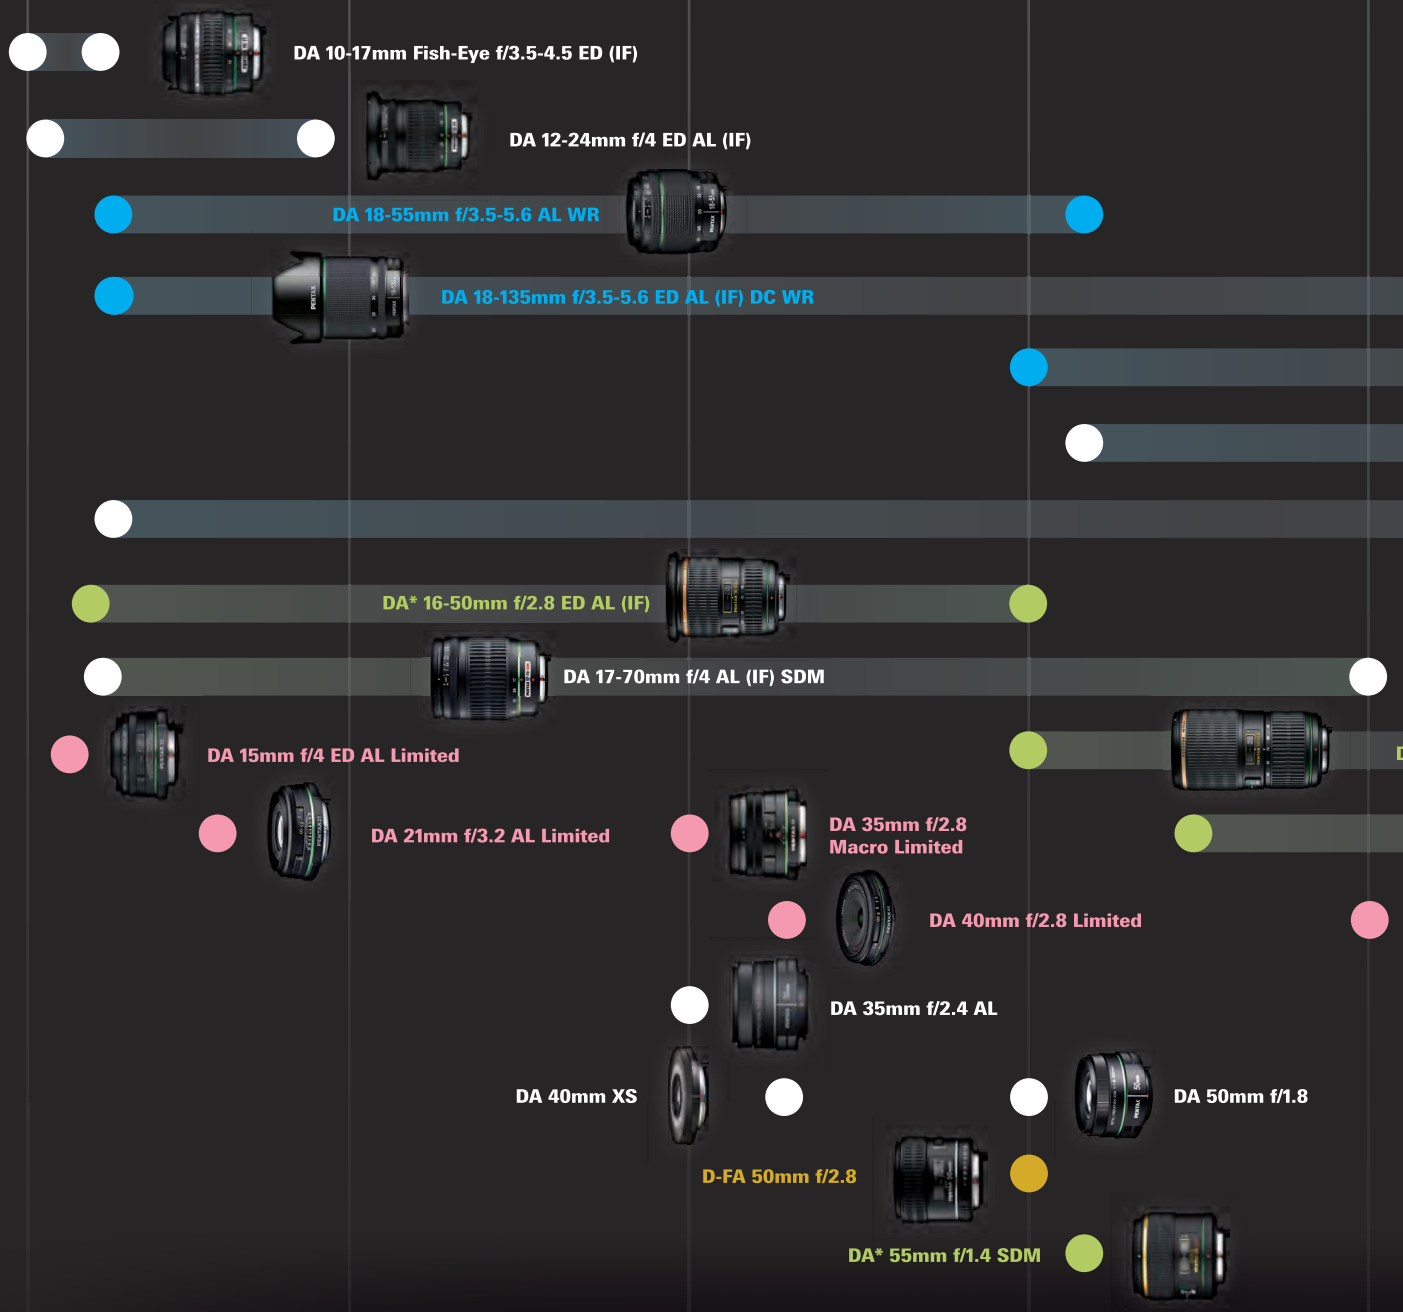 DA 10-17mm Fish-Eye f/3.5-4.5 ED (IF)
DA 12-24mm f/4 ED AL (IF)
DA 18-55mm f/3.5-5.6 AL WR
DA 18-135mm f/3.5-5.6 ED AL (IF) DC WR
DA* 16-50mm f/2.8 ED AL (IF)
DA 17-70mm f/4 AL (IF) SDM
DA 15mm f/4 ED AL Limited
DA 21mm f/3.2 AL Limited
DA 35mm f/2.8
Macro Limited
DA 40mm f/2.8 Limited
DA 35mm f/2.4 AL
DA 40mm XS
DA 50mm f/1.8
D-FA 50mm f/2.8
DA* 55mm f/1.4 SDM